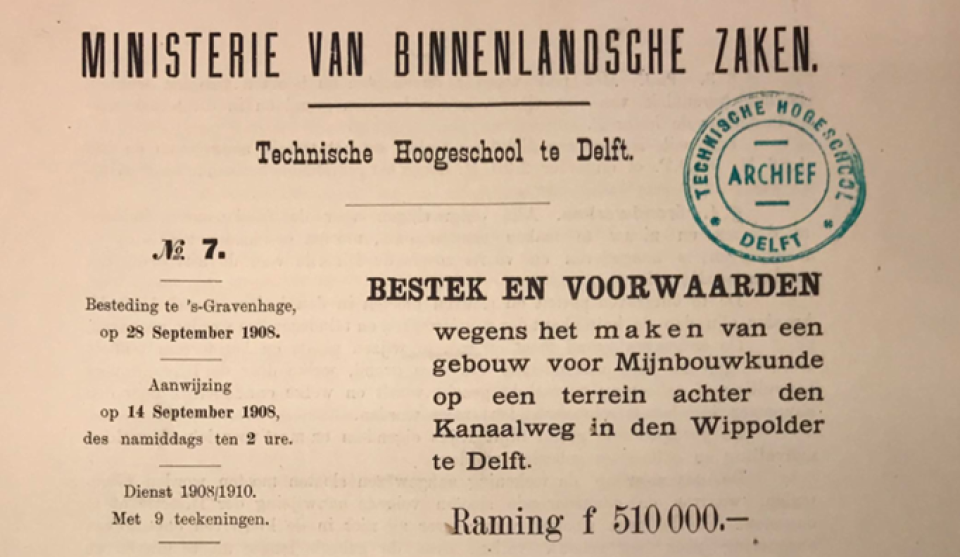 MINISTERIE VAN BINNENLANDSCHE ZAKEN.
Technische Hoogeschool te Delft.
TECHNISCHE HOGESCHOOL
ARCHIEF
* DELFT *
№ 7.
Besteding te 's-Gravenhage,
op 28 September 1908.
Aanwijzing
op 14 September 1908,
des namiddags ten 2 ure.
Dienst 1908/1910.
Met 9 teekeningen.
BESTEK EN VOORWAARDEN
wegens het maken van een
gebouw voor Mijnbouwkunde
op een terrein achter den
Kanaalweg in den Wippolder
te Delft.
Raming f 510 000.—